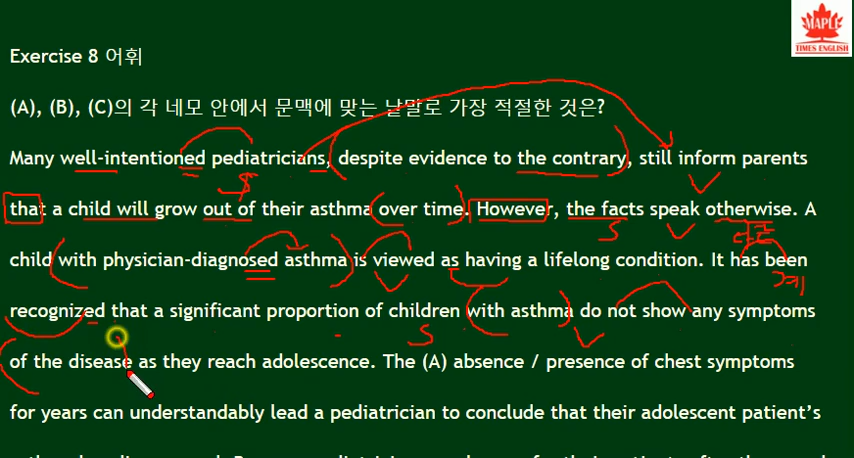 MAPLE
TIMES ENGLISH
Exercise 8 어휘
(A), (B), (C)의 각 네모 안에서 문맥에 맞는 낱말로 가장 적절한 것은?
Many well-intentioned pediatricians, despite evidence to the contrary, still inform parents
that a child will grow out of their asthma over time. However, the facts speak otherwise. A
child with physician-diagnosed asthma is viewed as having a lifelong condition. It has been
recognized that a significant proportion of children with asthma do not show any symptoms
of the disease as they reach adolescence. The (A) absence / presence of chest symptoms
for years can understandably lead a pediatrician to conclude that their adolescent patient's